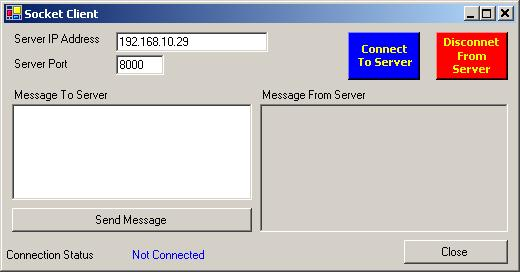 Socket Client
Server IP Address 192.168.10.29
Server Port 8000
Connect
To Server
Disconnet
From
Server
Message To Server
Message From Server
Send Message
Connection Status Not Connected
Close